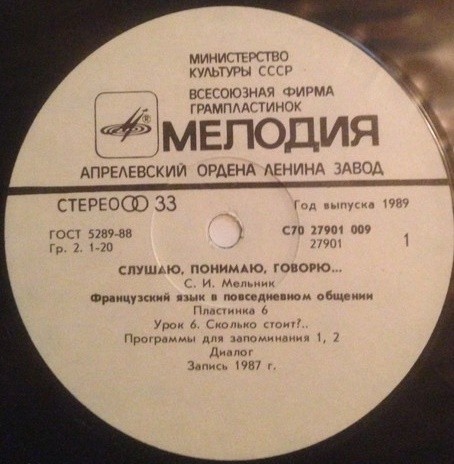 МИНИСТЕРСТВО
КУЛЬТУРЫ СССР
ВСЕСОЮЗНАЯ ФИРМА
ГРАМПЛАСТИНОК
® МЕЛОДИЯ
АПРЕЛЕВСКИЙ ОРДЕНА ЛЕНИНА ЗАВОД
СТЕРЕО 33
Год выпуска 1989
ГОСТ 5289-88
Гр. 2. 1-20
С70 27901 009
27901
1
СЛУШАЮ, ПОНИМАЮ, ГОВОРЮ...
С. И. Мельник
Французский язык в повседневном общении
Пластинка 6
Урок 6. Сколько стоит?..
Программы для запоминания 1, 2
Диалог
Запись 1987 г.